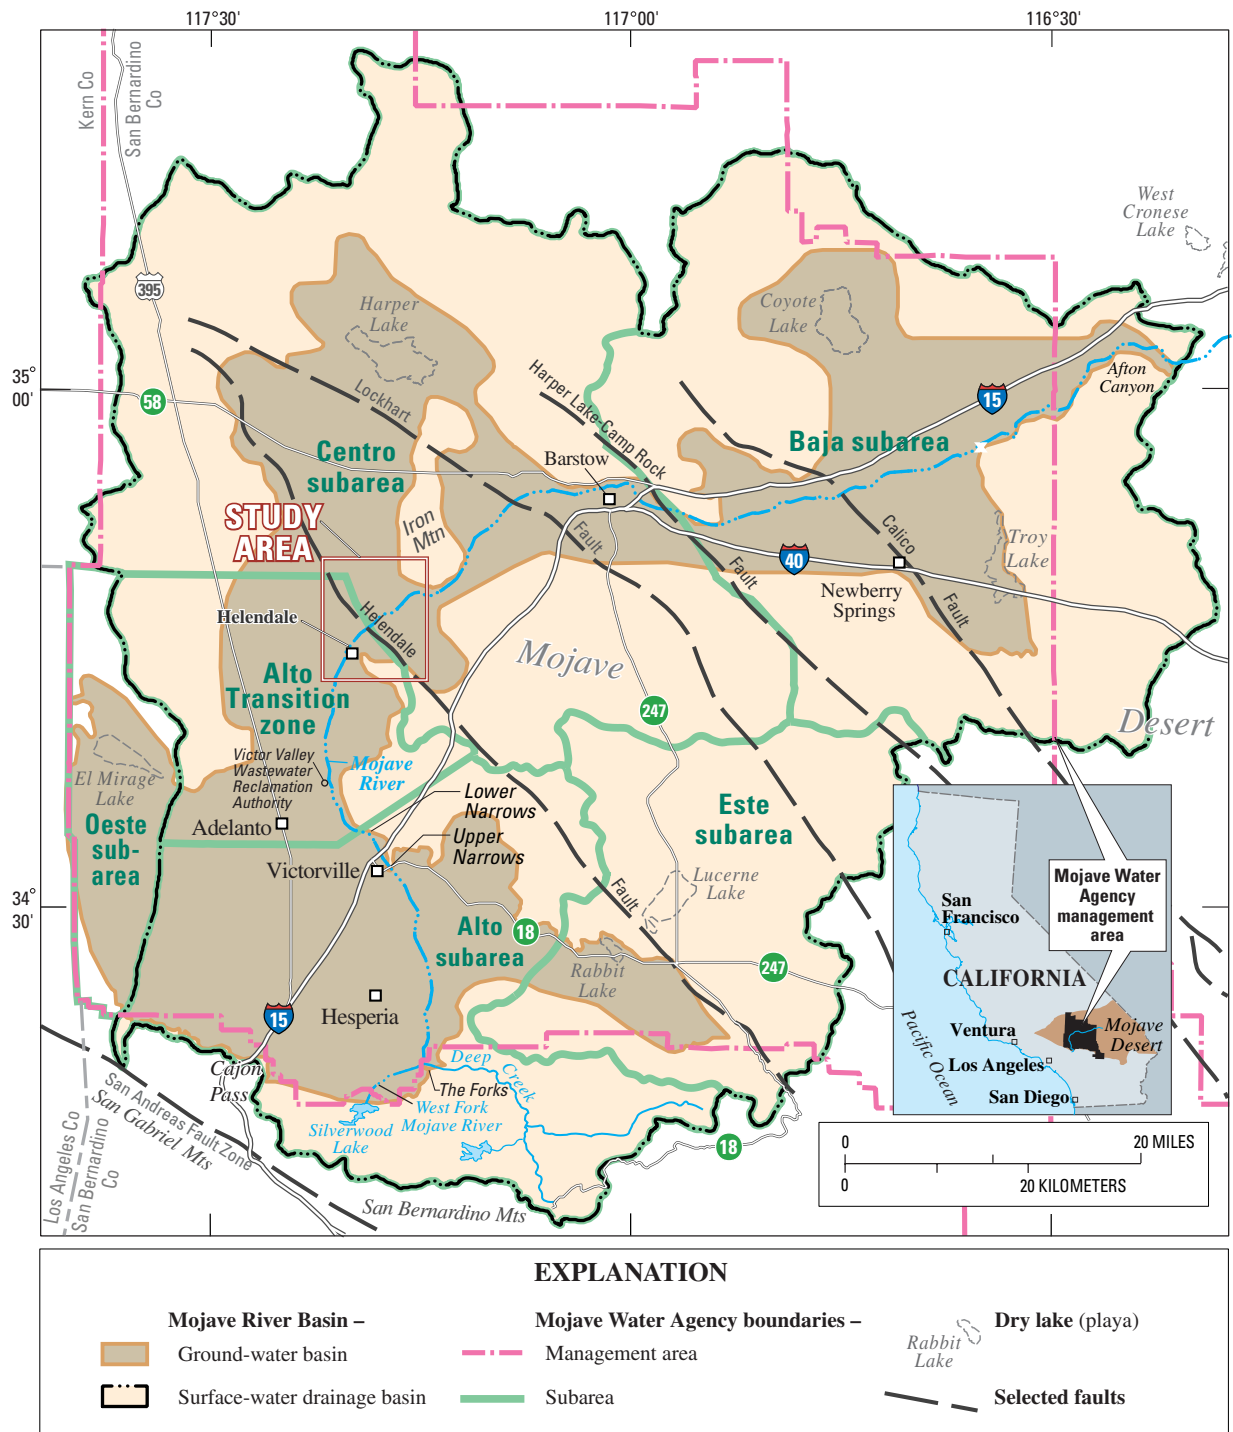 117°30'
117°00'
116°30'
Kern Co
San Bernardino
Co
West
Cronese
Lake
395
Harper
Lake
Coyote
Lake
35°
00'
58
Lockhart
Harper Lake-Camp Rock
15
Afton
Canyon
Centro
subarea
Baja subarea
Barstow
STUDY
AREA
Iron
Mtn
Fault
Calico
Troy
Lake
40
Fault
Newberry
Springs
Fault
Helendale
Helendale
Mojave
Alto
Transition
zone
247
Desert
Victor Valley
Wastewater
Reclamation
Authority
Mojave
River
El Mirage
Lake
Lower
Narrows
Este
subarea
Oeste
sub-
area
Adelanto
Upper
Narrows
Victorville
Lucerne
Lake
Fault
34°
30'
Alto
subarea
18
Rabbit
Lake
247
Hesperia
15
Cajon
Pass
Deep
Creek
The Forks
West Fork
Mojave River
Silverwood
Lake
San Andreas Fault Zone
San Gabriel Mts
Los Angeles Co
San Bernardino
Co
San Bernardino Mts
18
Mojave Water
Agency
management
area
San
Francisco
CALIFORNIA
Ventura
Mojave
Desert
Los Angeles
San Diego
Pacific Ocean
0 20 MILES
0 20 KILOMETERS
EXPLANATION
Mojave River Basin –
Ground-water basin
Surface-water drainage basin
Mojave Water Agency boundaries –
Management area
Subarea
Rabbit
Lake
Dry lake (playa)
Selected faults